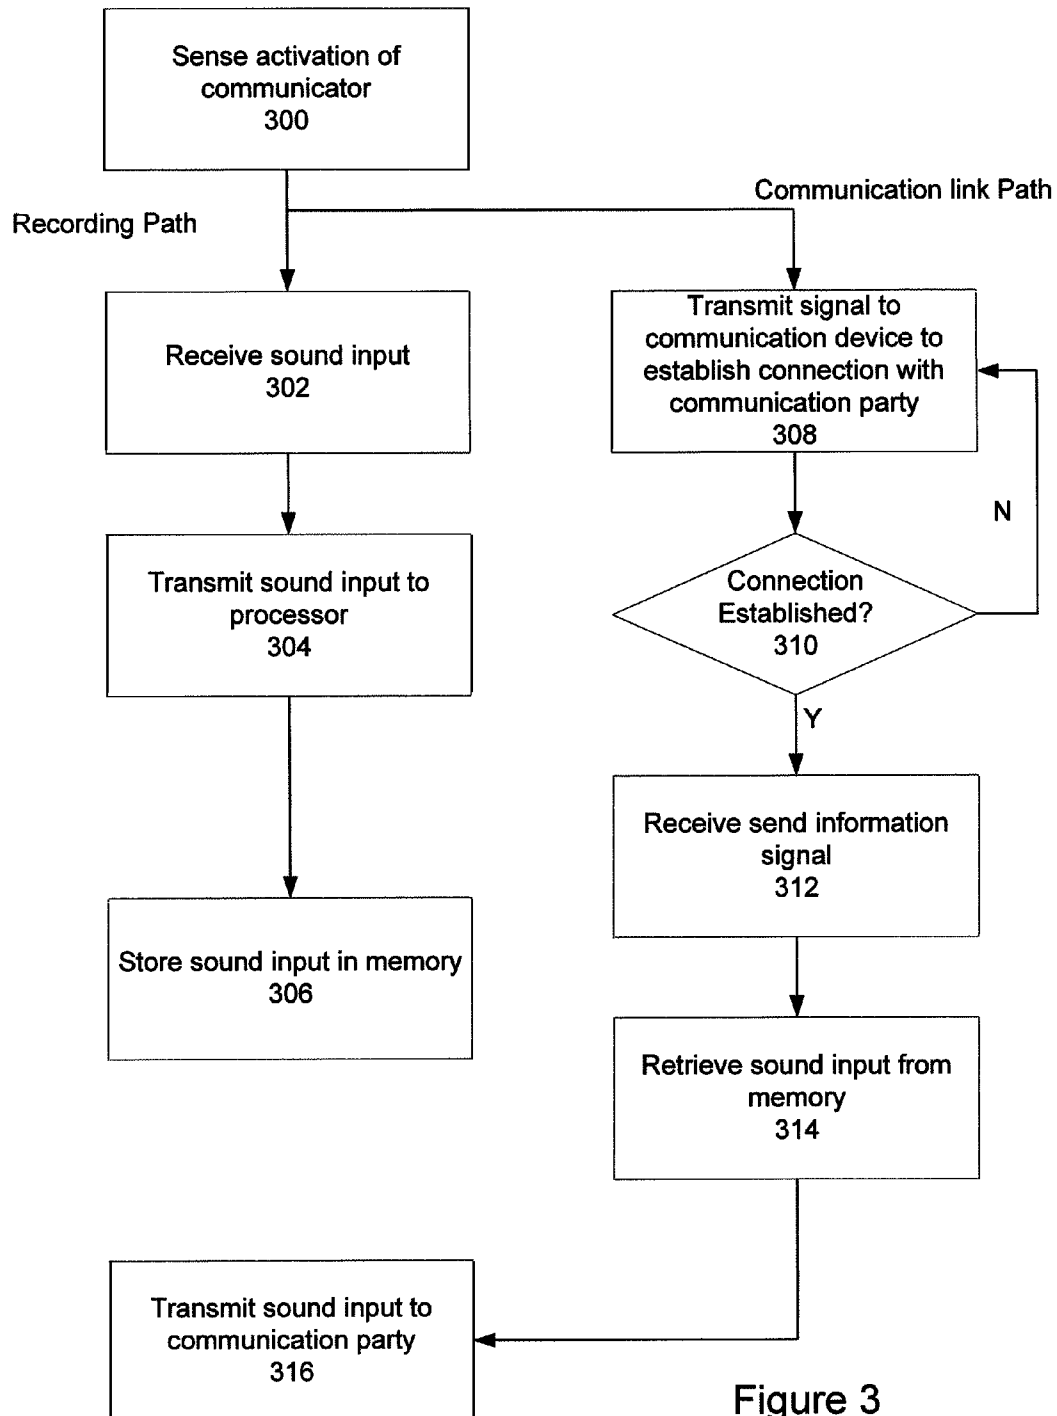 Sense activation of
communicator
300
Communication link Path
Recording Path
Receive sound input
302
Transmit signal to
communication device to
establish connection with
communication party
308
N
Transmit sound input to
processor
304
Connection
Established?
310
Y
Receive send information
signal
312
Store sound input in memory
306
Retrieve sound input from
memory
314
Transmit sound input to
communication party
316
Figure 3